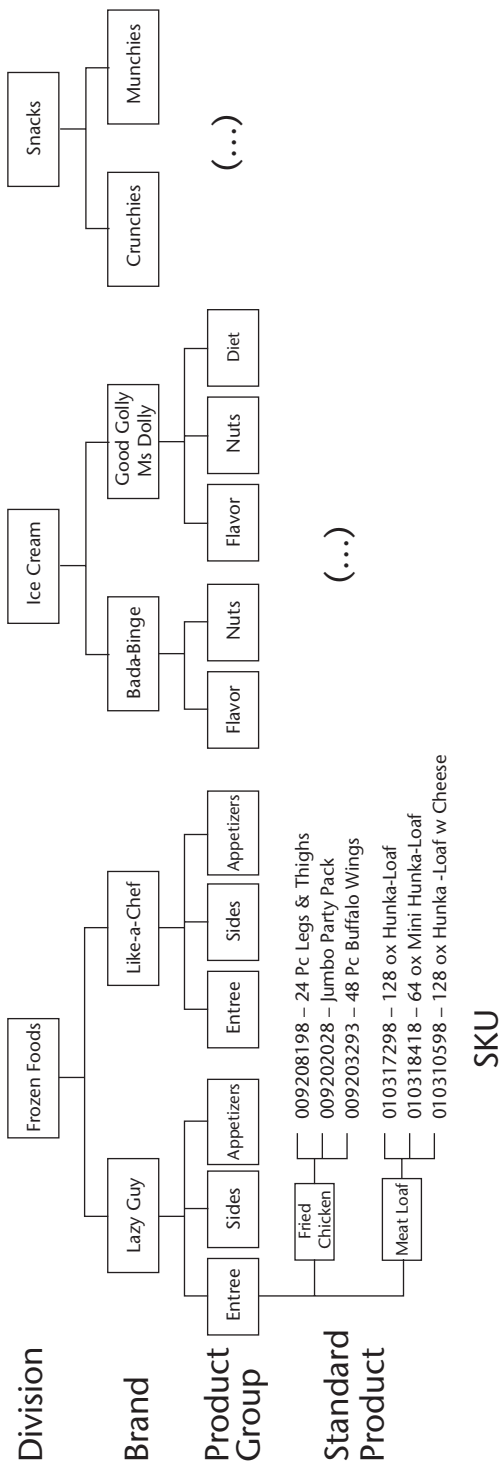 Division
Frozen Foods
Ice Cream
Snacks
Brand
Lazy Guy
Like-a-Chef
Bada-Binge
Good Golly
Ms Dolly
Crunchies
Munchies
Product
Group
Entree
Sides
Appetizers
Entree
Sides
Appetizers
Flavor
Nuts
Flavor
Nuts
Diet
(...)
Standard
Product
Fried
Chicken
009208198 – 24 Pc Legs & Thighs
009202028 – Jumbo Party Pack
009203293 – 48 Pc Buffalo Wings
(...)
Meat Loaf
010317298 – 128 ox Hunka-Loaf
010318418 – 64 ox Mini Hunka-Loaf
010310598 – 128 ox Hunka -Loaf w Cheese
SKU